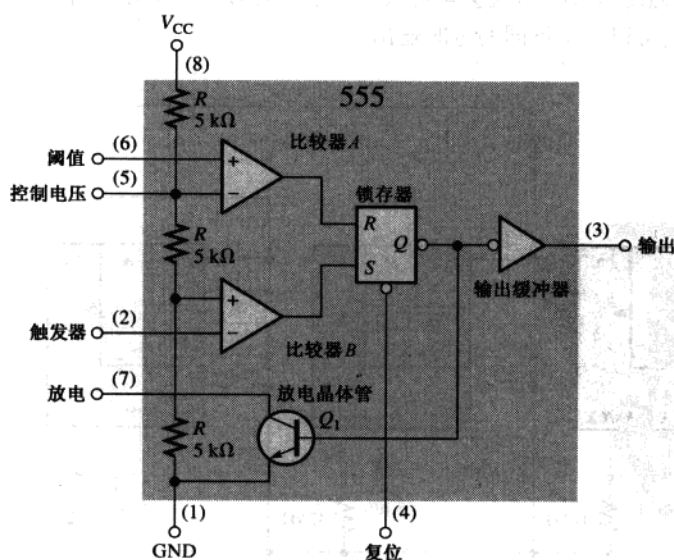 V_CC
(8)
555
R
5 kΩ
比较器A
阈值
(6)
+
控制电压
(5)
−
锁存器
R
Q
S
(3)
输出
输出缓冲器
R
5 kΩ
+
触发器
(2)
−
比较器B
放电
(7)
放电晶体管
Q₁
R
5 kΩ
(1)
(4)
GND
复位